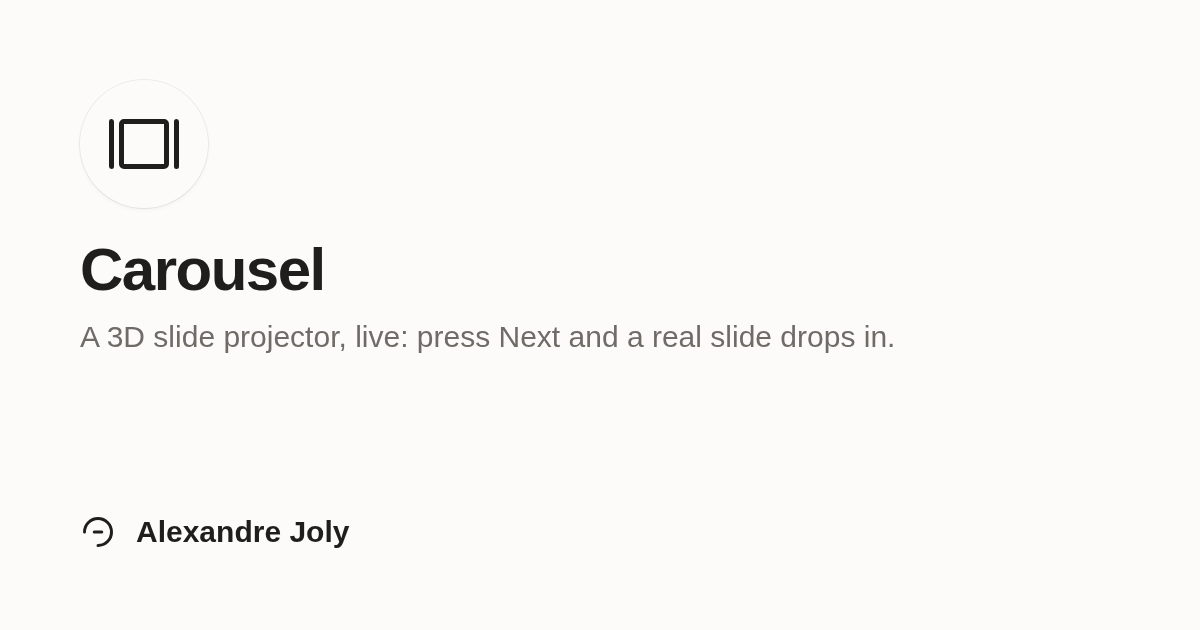 Carousel
A 3D slide projector, live: press Next and a real slide drops in.
Alexandre Joly